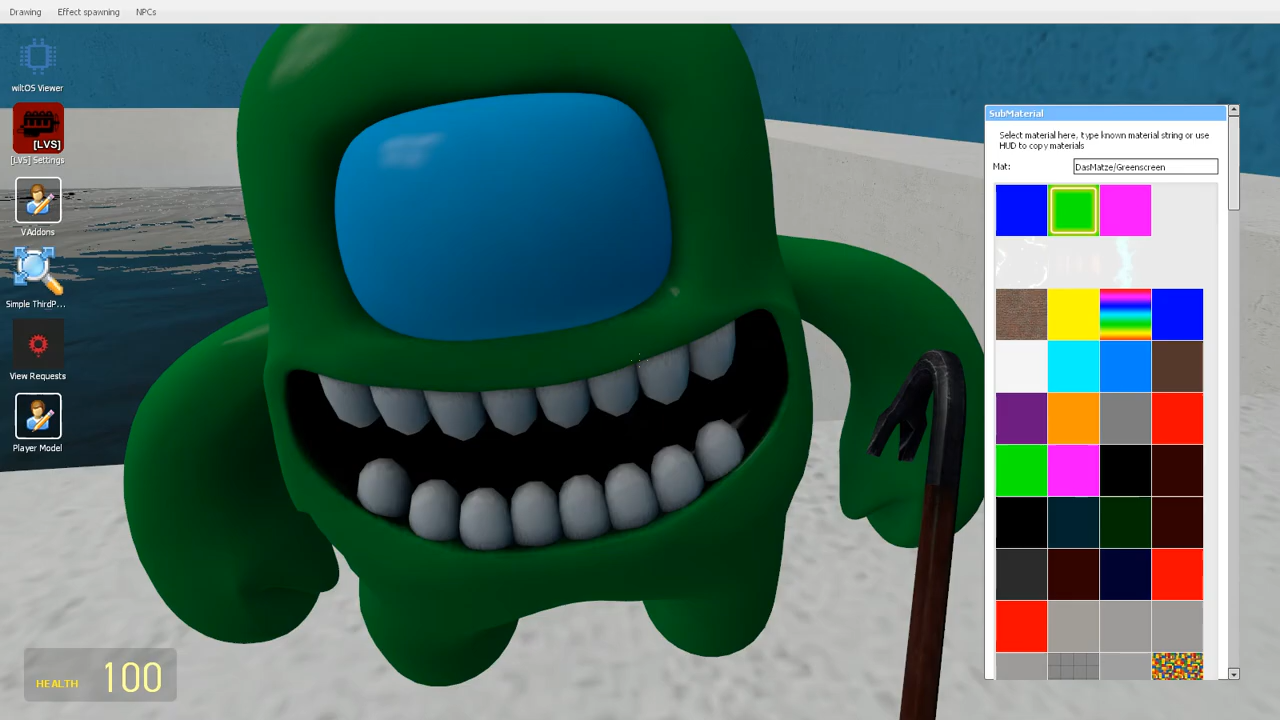 Drawing Effect spawning NPCs
wiltOS Viewer
[LVS]
[LVS] Settings
VAddons
Simple ThirdP...
View Requests
Player Model
SubMaterial
Select material here, type known material string or use
HUD to copy materials
Mat: DasMatze/Greenscreen
HEALTH 100